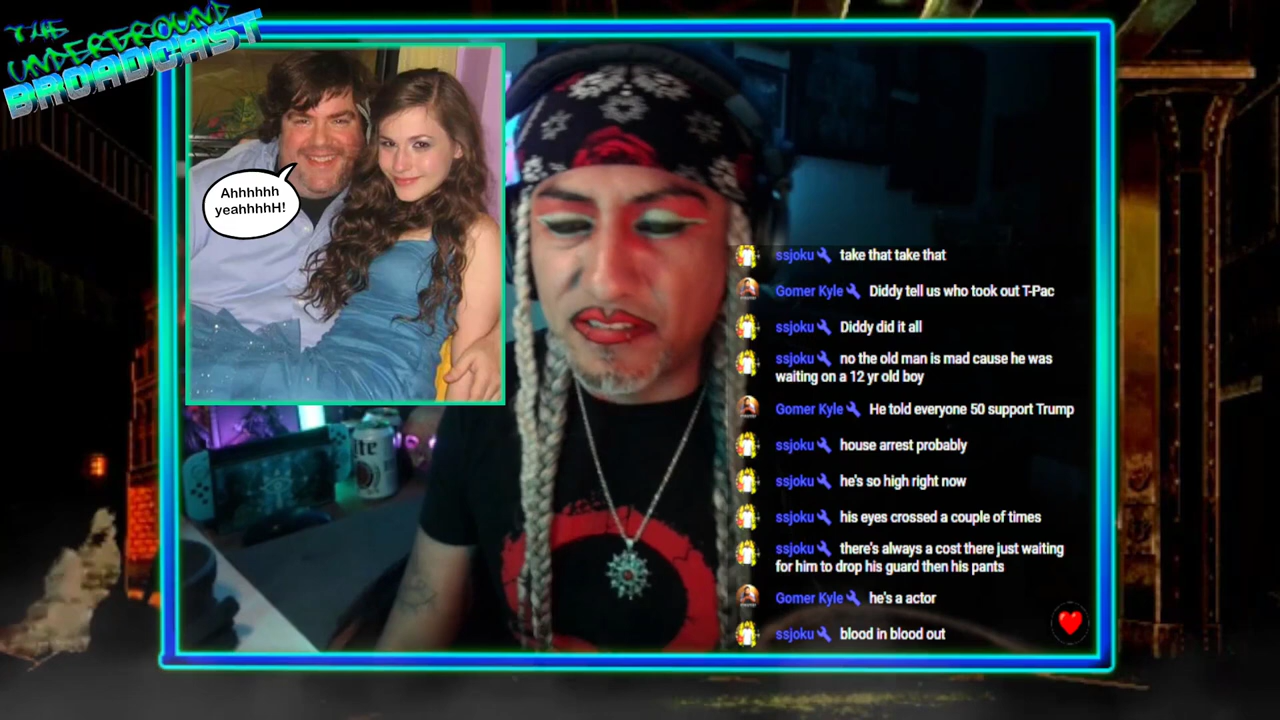 THE
UNDERGROUND
BROADCAST
Ahhhhhh
yeahhhhH!
ite
ssjoku take that take that
Gomer Kyle Diddy tell us who took out T-Pac
ssjoku Diddy did it all
ssjoku no the old man is mad cause he was
waiting on a 12 yr old boy
Gomer Kyle He told everyone 50 support Trump
ssjoku house arrest probably
ssjoku he's so high right now
ssjoku his eyes crossed a couple of times
ssjoku there's always a cost there just waiting
for him to drop his guard then his pants
Gomer Kyle he's a actor
ssjoku blood in blood out